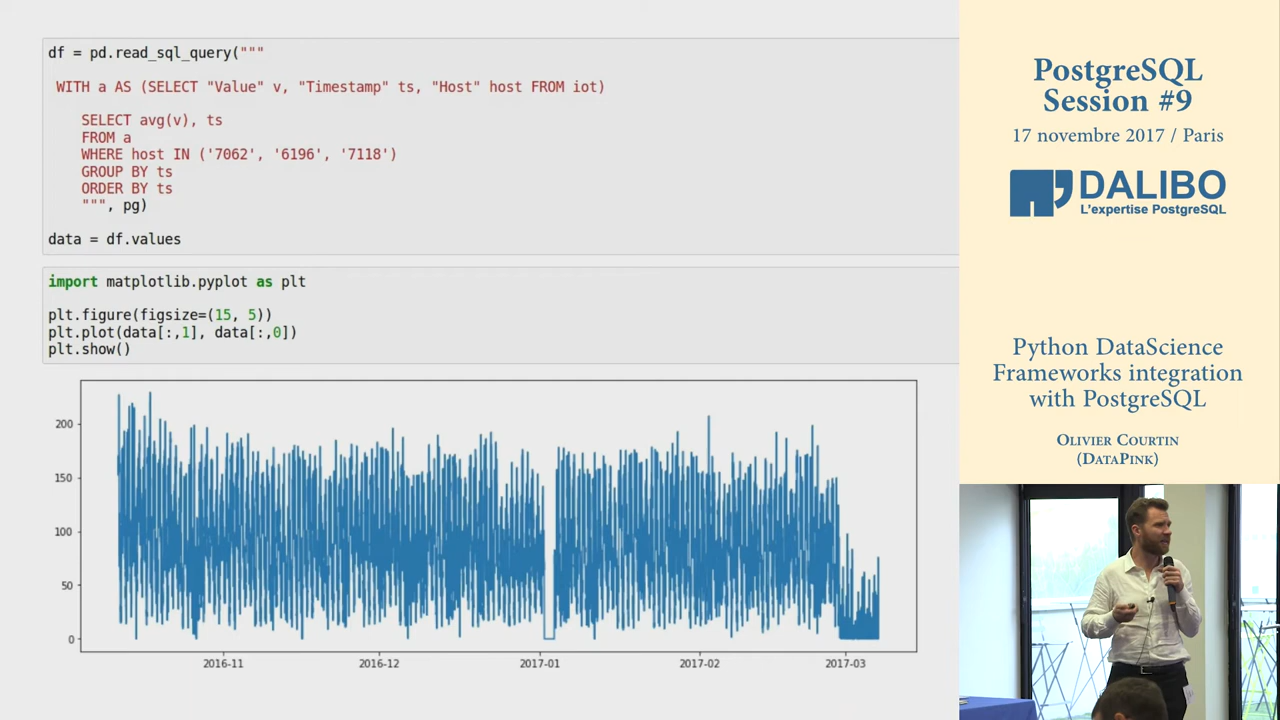 df = pd.read_sql_query("""
WITH a AS (SELECT "Value" v, "Timestamp" ts, "Host" host FROM iot)
SELECT avg(v), ts
FROM a
WHERE host IN ('7062', '6196', '7118')
GROUP BY ts
ORDER BY ts
""", pg)
data = df.values
import matplotlib.pyplot as plt
plt.figure(figsize=(15, 5))
plt.plot(data[:,1], data[:,0])
plt.show()
200
150
100
50
0
2016-11
2016-12
2017-01
2017-02
2017-03
PostgreSQL
Session #9
17 novembre 2017 / Paris
DALIBO
L'expertise PostgreSQL
Python DataScience
Frameworks integration
with PostgreSQL
Olivier Courtin
(DataPink)